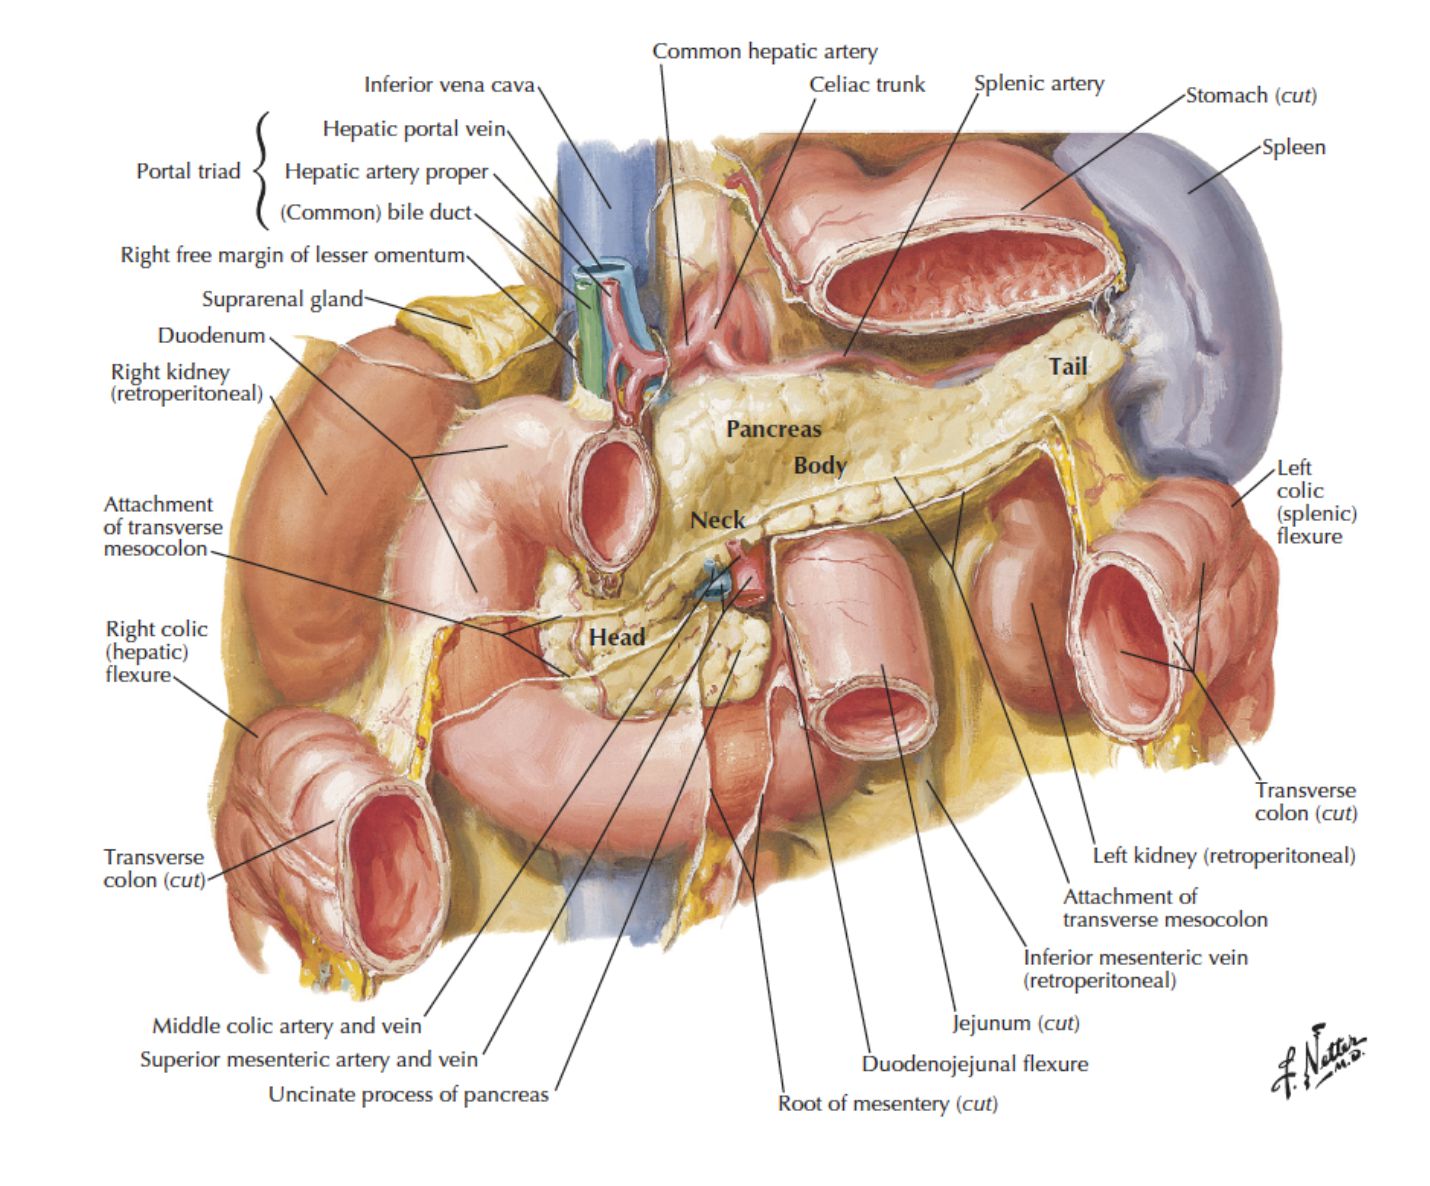 Common hepatic artery
Inferior vena cava
Celiac trunk
Splenic artery
Stomach (cut)
Hepatic portal vein
Spleen
Portal triad
Hepatic artery proper
(Common) bile duct
Right free margin of lesser omentum
Suprarenal gland
Duodenum
Right kidney
(retroperitoneal)
Tail
Pancreas
Body
Neck
Left
colic
(splenic)
flexure
Attachment
of transverse
mesocolon
Head
Right colic
(hepatic)
flexure
Transverse
colon (cut)
Left kidney (retroperitoneal)
Transverse
colon (cut)
Attachment of
transverse mesocolon
Inferior mesenteric vein
(retroperitoneal)
Middle colic artery and vein
Jejunum (cut)
Superior mesenteric artery and vein
Duodenojejunal flexure
Uncinate process of pancreas
Root of mesentery (cut)
F. Netter
M.D.